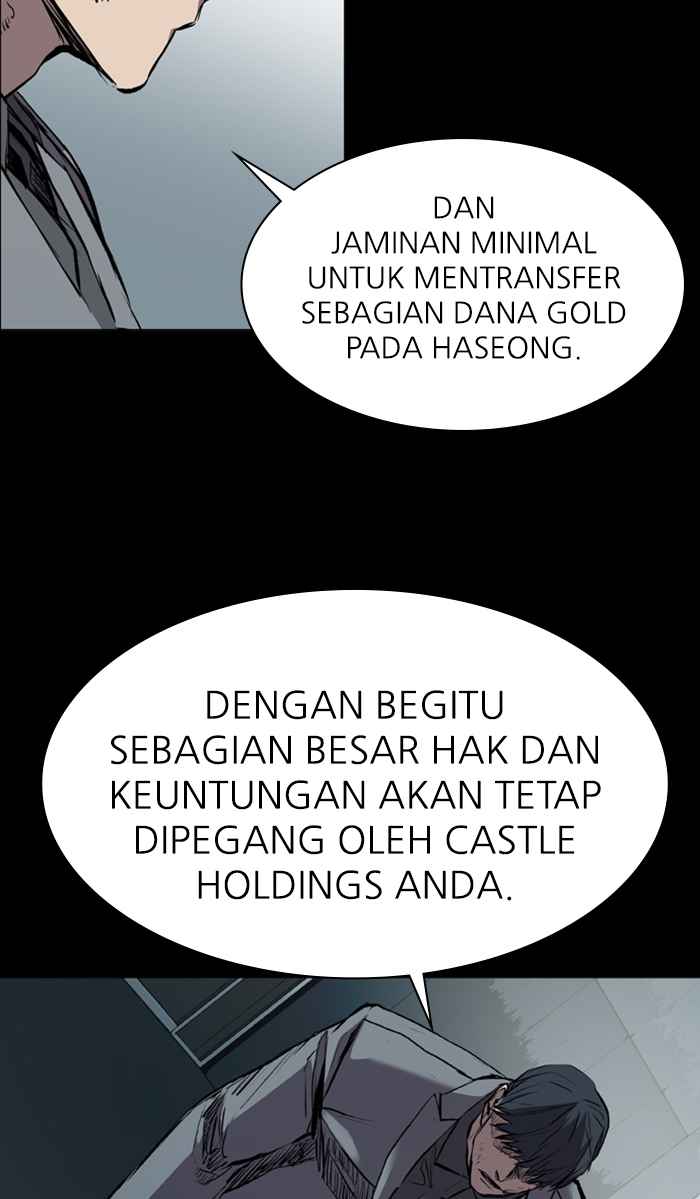 DAN
JAMINAN MINIMAL
UNTUK MENTRANSFER
SEBAGIAN DANA GOLD
PADA HASEONG.
DENGAN BEGITU
SEBAGIAN BESAR HAK DAN
KEUNTUNGAN AKAN TETAP
DIPEGANG OLEH CASTLE
HOLDINGS ANDA.